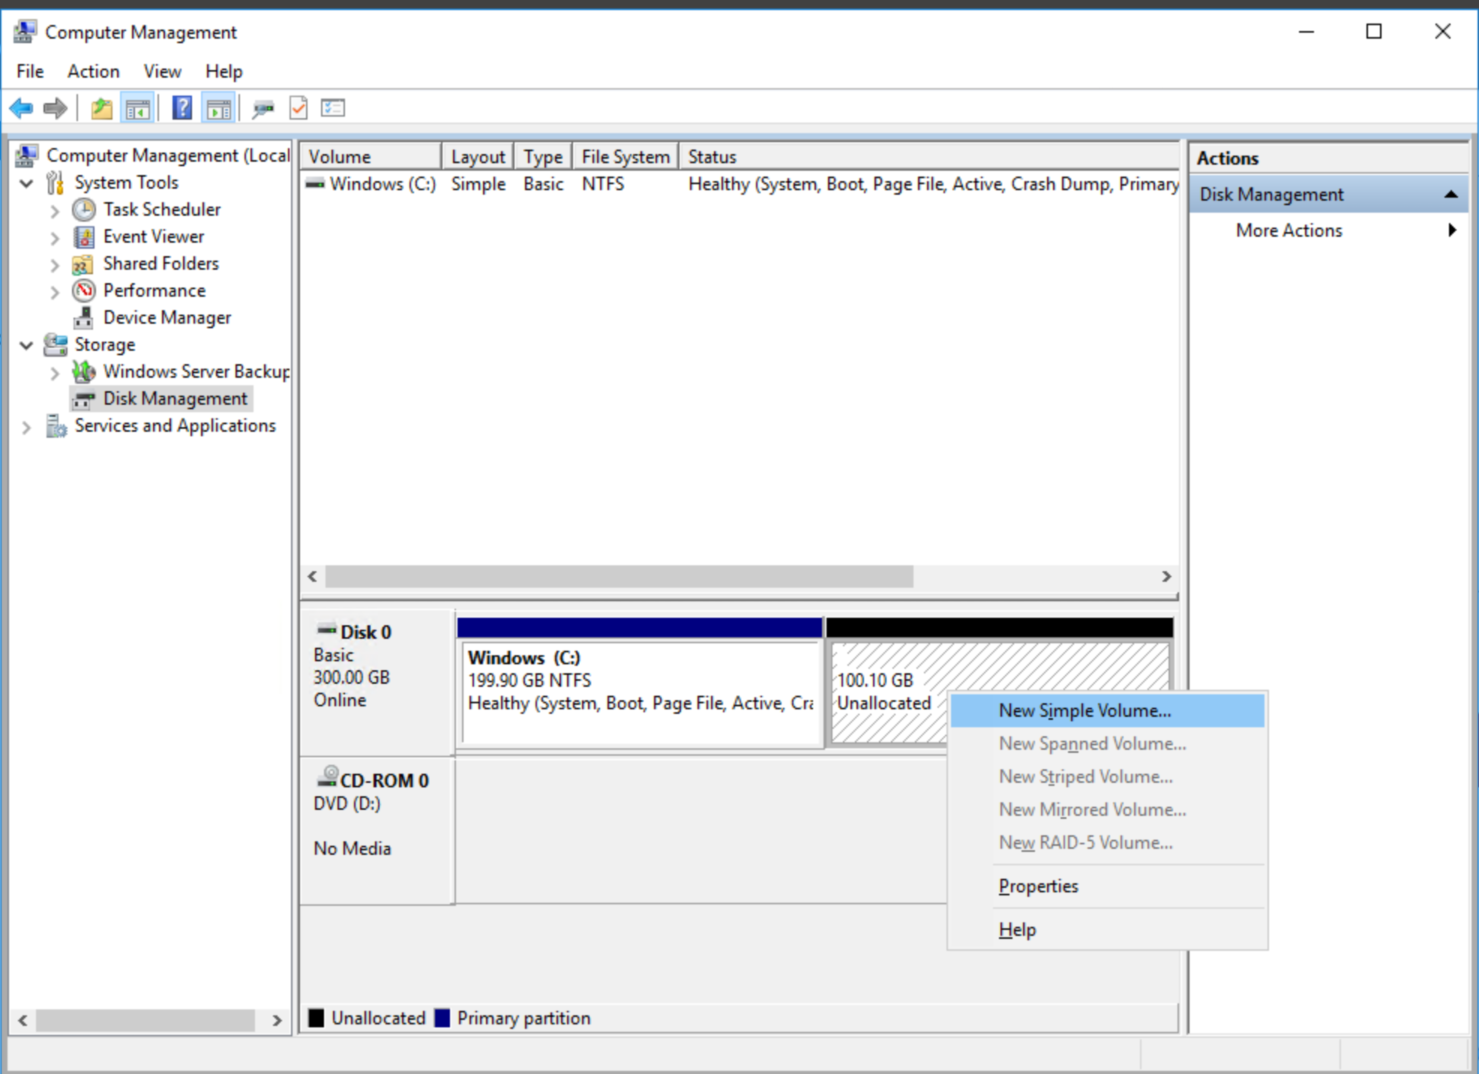 Computer Management
File Action View Help
Computer Management (Local
System Tools
Task Scheduler
Event Viewer
Shared Folders
Performance
Device Manager
Storage
Windows Server Backup
Disk Management
Services and Applications
Volume Layout Type File System Status
Windows (C:) Simple Basic NTFS Healthy (System, Boot, Page File, Active, Crash Dump, Primary
Actions
Disk Management
More Actions
Disk 0
Basic
300.00 GB
Online
Windows (C:)
199.90 GB NTFS
Healthy (System, Boot, Page File, Active, Cra
100.10 GB
Unallocated
New Simple Volume...
New Spanned Volume...
New Striped Volume...
New Mirrored Volume...
New RAID-5 Volume...
Properties
Help
CD-ROM 0
DVD (D:)
No Media
Unallocated Primary partition